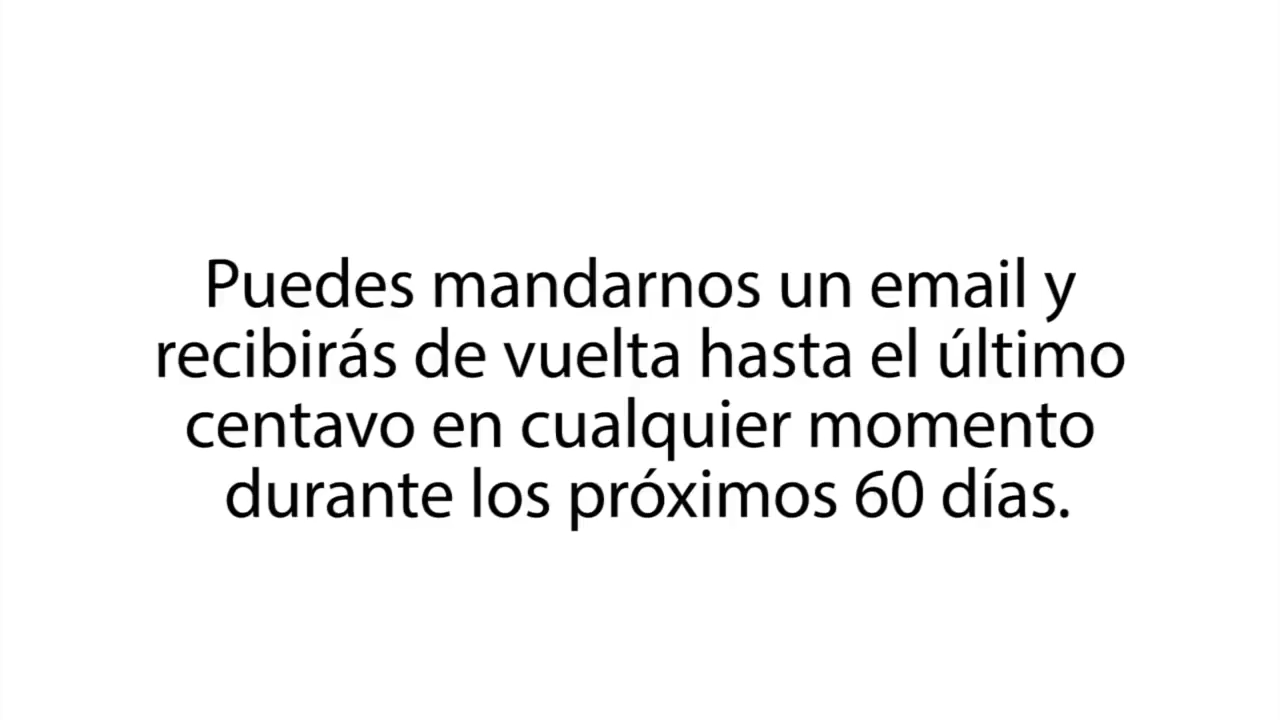 Puedes mandarnos un email y
recibirás de vuelta hasta el último
centavo en cualquier momento
durante los próximos 60 días.